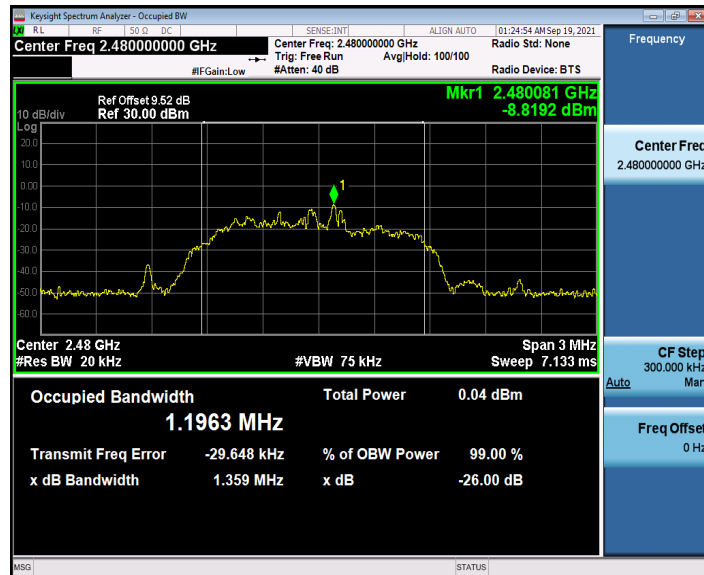 Keysight Spectrum Analyzer - Occupied BW
LXI RL RF 50 Ω DC SENSE:INT ALIGN AUTO 01:24:54 AM Sep 19, 2021
Center Freq 2.480000000 GHz
Center Freq: 2.480000000 GHz
Radio Std: None
Trig: Free Run Avg|Hold: 100/100
#IFGain:Low
#Atten: 40 dB
Radio Device: BTS
Frequency
Ref Offset 9.52 dB
Mkr1 2.480081 GHz
10 dB/div Ref 30.00 dBm
-8.8192 dBm
Log
20.0
10.0
0.00
-10.0
-20.0
-30.0
-40.0
-50.0
-60.0
1
Center 2.48 GHz
Span 3 MHz
#Res BW 20 kHz
#VBW 75 kHz
Sweep 7.133 ms
Occupied Bandwidth
1.1963 MHz
Total Power 0.04 dBm
Transmit Freq Error -29.648 kHz
% of OBW Power 99.00 %
x dB Bandwidth 1.359 MHz
x dB -26.00 dB
Center Freq
2.480000000 GHz
CF Step
300.000 kHz
Auto Man
Freq Offset
0 Hz
MSG
STATUS